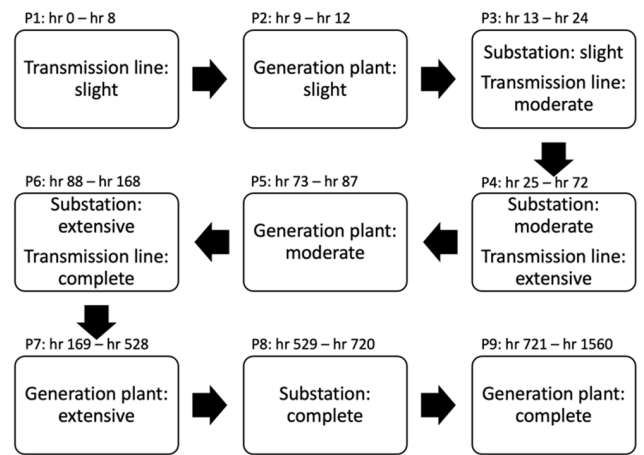 P1: hr 0 – hr 8
Transmission line:
slight
P2: hr 9 – hr 12
Generation plant:
slight
P3: hr 13 – hr 24
Substation: slight
Transmission line:
moderate
P4: hr 25 – hr 72
Substation:
moderate
Transmission line:
extensive
P5: hr 73 – hr 87
Generation plant:
moderate
P6: hr 88 – hr 168
Substation:
extensive
Transmission line:
complete
P7: hr 169 – hr 528
Generation plant:
extensive
P8: hr 529 – hr 720
Substation:
complete
P9: hr 721 – hr 1560
Generation plant:
complete